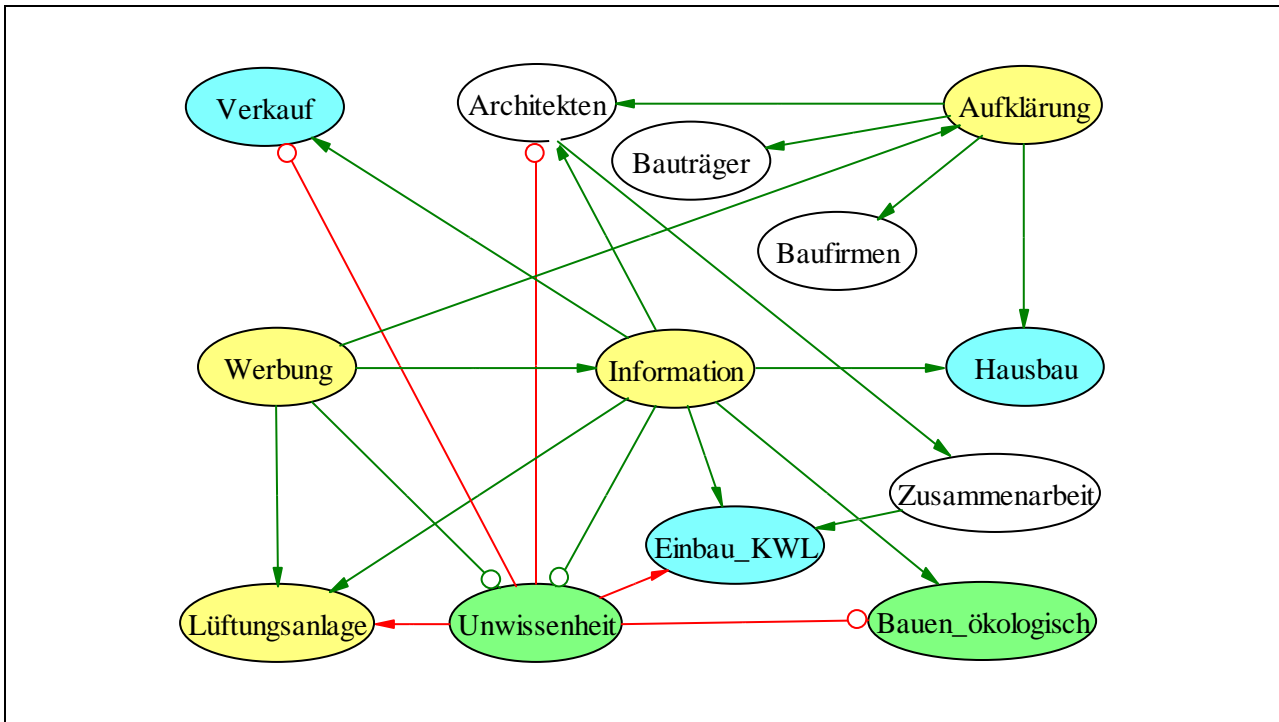 Verkauf
Architekten
Aufklärung
Bauträger
Baufirmen
Werbung
Information
Hausbau
Zusammenarbeit
Einbau_KWL
Lüftungsanlage
Unwissenheit
Bauen_ökologisch